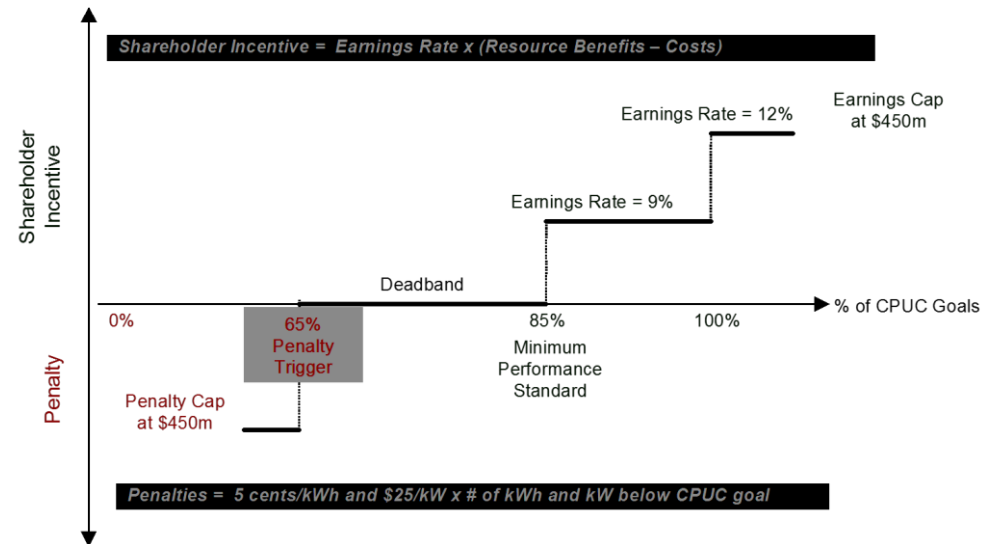 Shareholder Incentive = Earnings Rate x (Resource Benefits – Costs)
Earnings Rate = 12%
Earnings Cap
at $450m
Shareholder
Incentive
Earnings Rate = 9%
Deadband
% of CPUC Goals
0%
65%
Penalty
Trigger
85%
Minimum
Performance
Standard
100%
Penalty
Penalty Cap
at $450m
Penalties = 5 cents/kWh and $25/kW x # of kWh and kW below CPUC goal